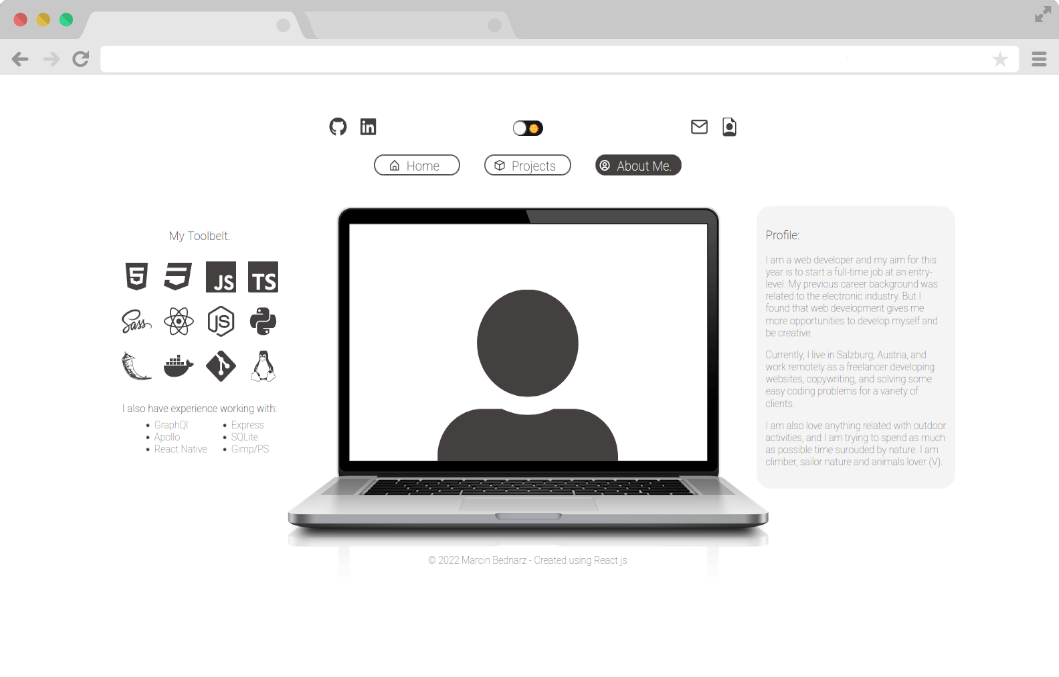 Home
Projects
About Me.
My Toolbelt:
5
JS
TS
Sass
JS
I also have experience working with:
GraphQl
Express
Apollo
SQLite
React Native
Gimp/PS
Profile:
I am a web developer and my aim for this
year is to start a full-time job at an entry-
level. My previous career background was
related to the electronic industry. But I
found that web development gives me
more opportunities to develop myself and
be creative.
Currently, I live in Salzburg, Austria, and
work remotely as a freelancer developing
websites, copywriting, and solving some
easy coding problems for a variety of
clients.
I am also love anything related with outdoor
activities, and I am trying to spend as much
as possible time surouded by nature. I am
climber, sailor nature and animals lover (V).
© 2022 Marcin Bednarz - Created using React js